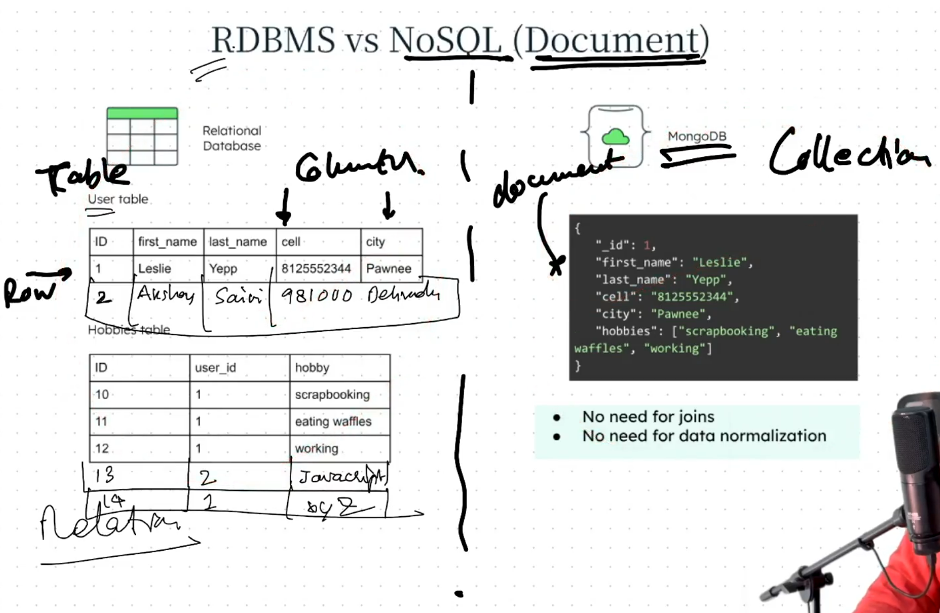 RDBMS vs NoSQL (Document)
Relational
Database
MongoDB
Collection
Table
Columns.
document
User table
ID first_name last_name cell city
1 Leslie Yepp 8125552344 Pawnee
Row
2 Akshay Saini 981000
Hobbies table
ID user_id hobby
10 1 scrapbooking
11 1 eating waffles
12 1 working
13 2 Javascript
14 xyz
Relation
{
"_id": 1,
"first_name": "Leslie",
"last_name": "Yepp",
"cell": "8125552344",
"city": "Pawnee",
"hobbies": ["scrapbooking", "eating
waffles", "working"]
}
• No need for joins
• No need for data normalization